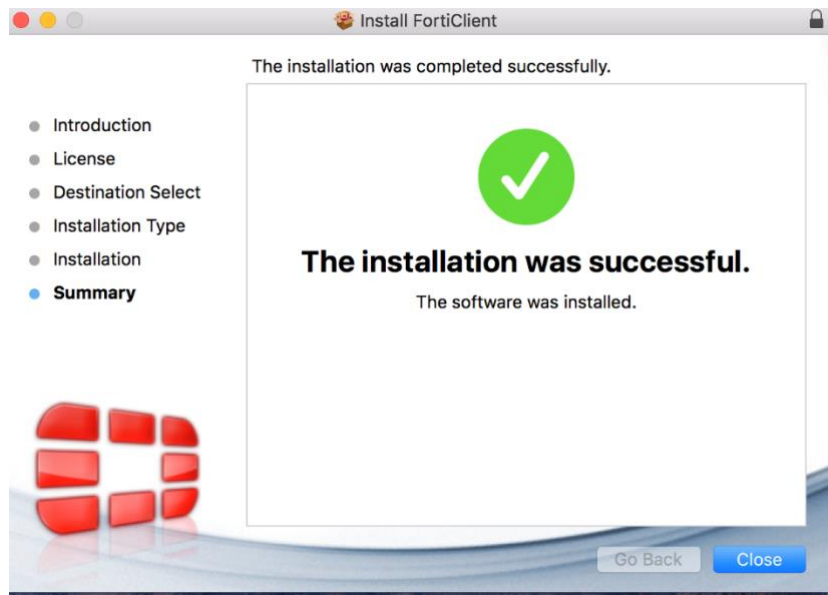 Install FortiClient
The installation was completed successfully.
Introduction
License
Destination Select
Installation Type
Installation
Summary
The installation was successful.
The software was installed.
Go Back
Close